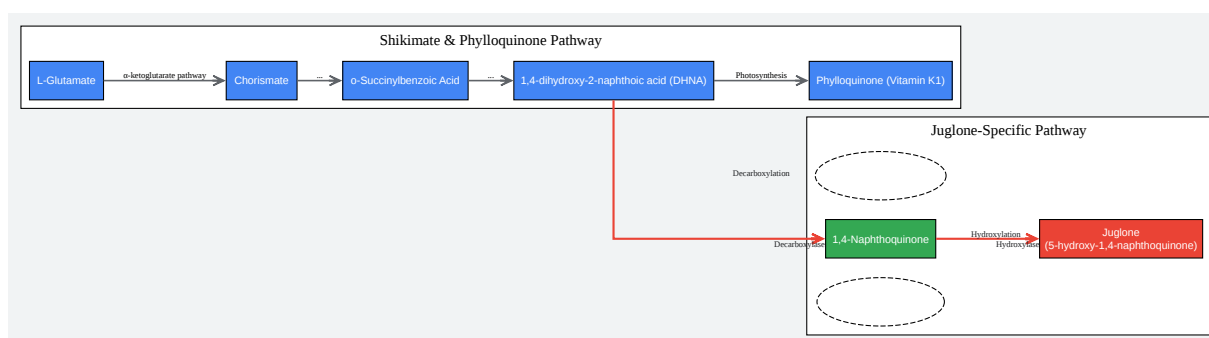 Shikimate & Phylloquinone Pathway
L-Glutamate
α-ketoglutarate pathway
Chorismate
...
o-Succinylbenzoic Acid
...
1,4-dihydroxy-2-naphthoic acid (DHNA)
Photosynthesis
Phylloquinone (Vitamin K1)
Juglone-Specific Pathway
Decarboxylation
Decarboxylase
1,4-Naphthoquinone
Hydroxylation
Hydroxylase
Juglone
(5-hydroxy-1,4-naphthoquinone)